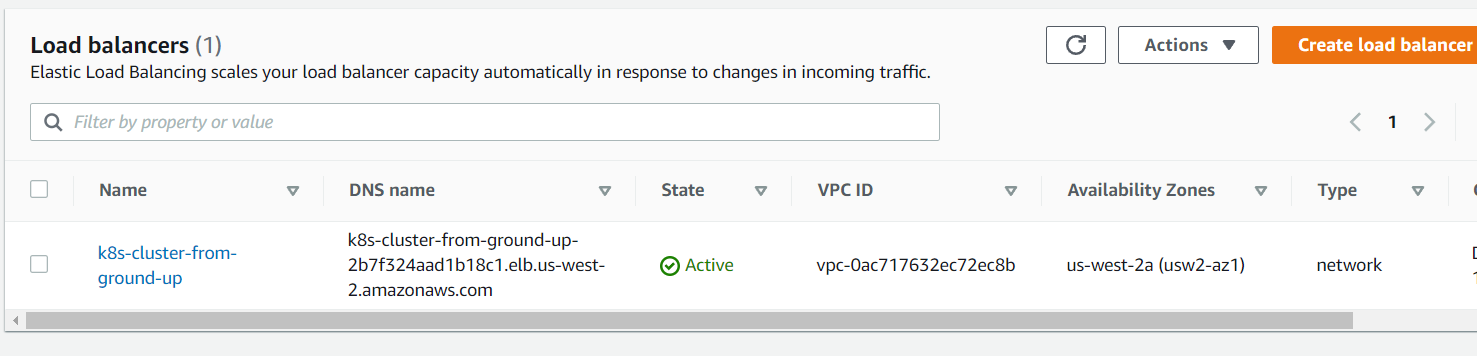 Load balancers (1)
Actions
Create load balancer
Elastic Load Balancing scales your load balancer capacity automatically in response to changes in incoming traffic.
Filter by property or value
1
Name
DNS name
State
VPC ID
Availability Zones
Type
k8s-cluster-from-
ground-up
k8s-cluster-from-ground-up-
2b7f324aad1b18c1.elb.us-west-
2.amazonaws.com
Active
vpc-0ac717632ec72ec8b
us-west-2a (usw2-az1)
network